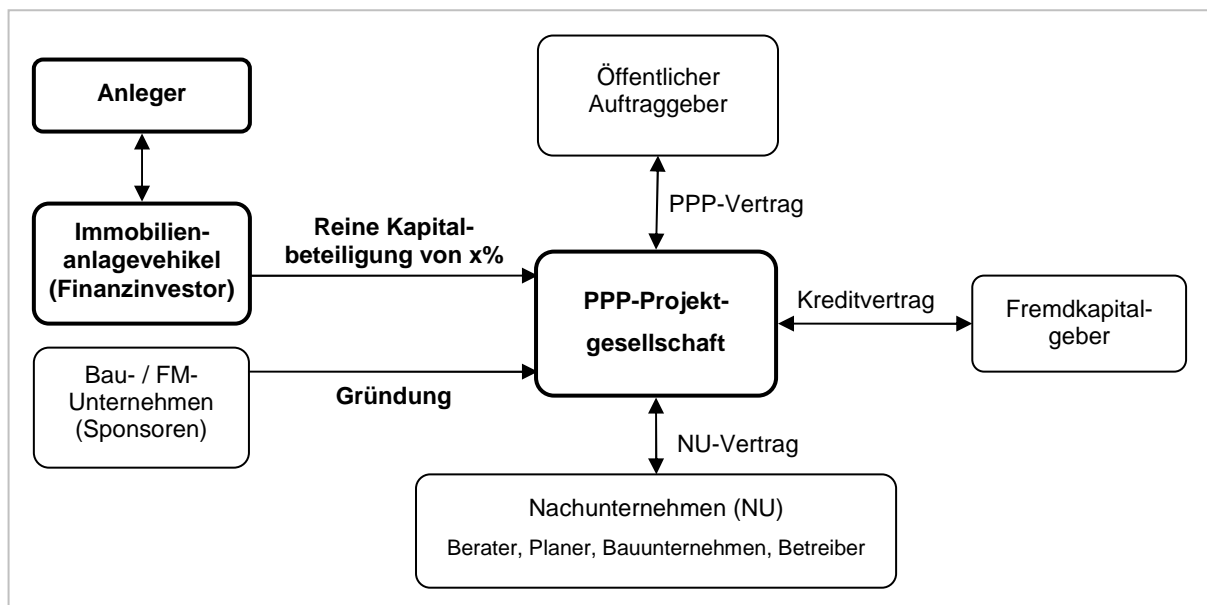 Anleger
Öffentlicher
Auftraggeber
PPP-Vertrag
Immobilien-
anlagevehikel
(Finanzinvestor)
Reine Kapital-
beteiligung von x%
PPP-Projekt-
gesellschaft
Kreditvertrag
Fremdkapital-
geber
Bau- / FM-
Unternehmen
(Sponsoren)
Gründung
NU-Vertrag
Nachunternehmen (NU)
Berater, Planer, Bauunternehmen, Betreiber